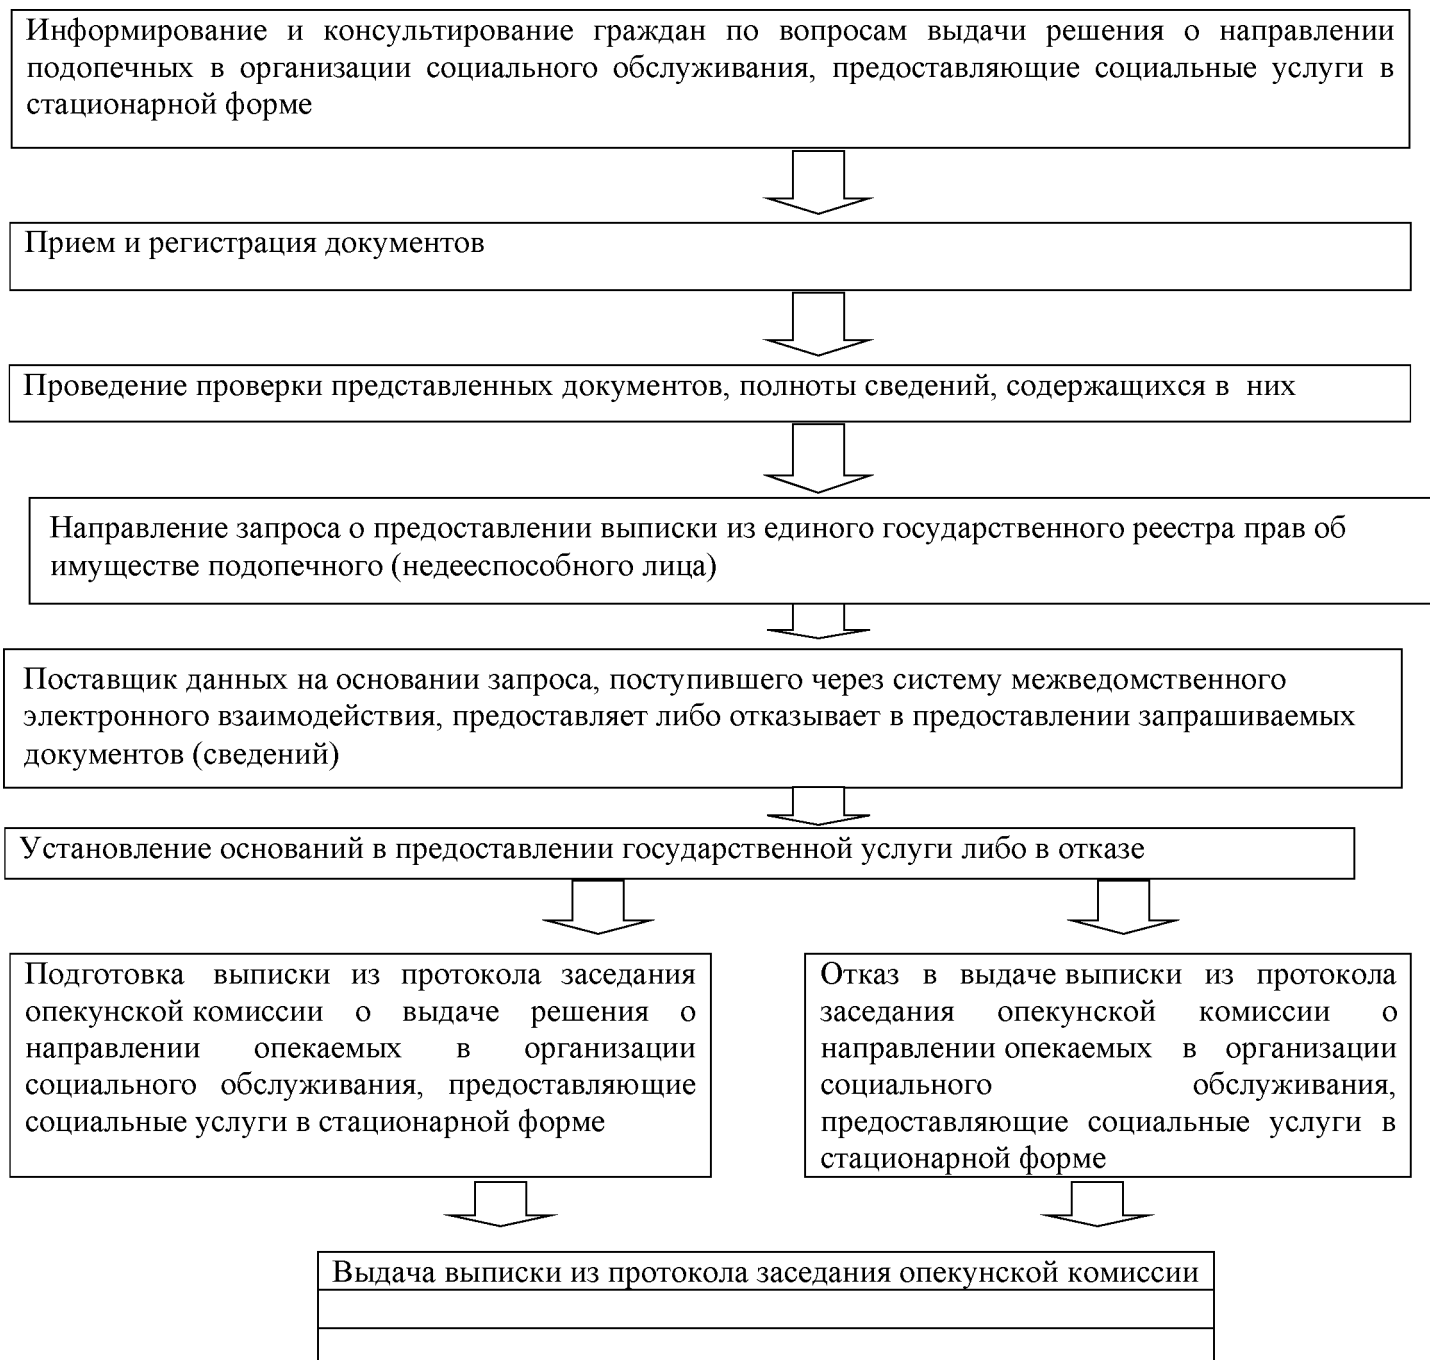 Информирование и консультирование граждан по вопросам выдачи решения о направлении
подопечных в организации социального обслуживания, предоставляющие социальные услуги в
стационарной форме
Прием и регистрация документов
Проведение проверки представленных документов, полноты сведений, содержащихся в них
Направление запроса о предоставлении выписки из единого государственного реестра прав об
имуществе подопечного (недееспособного лица)
Поставщик данных на основании запроса, поступившего через систему межведомственного
электронного взаимодействия, предоставляет либо отказывает в предоставлении запрашиваемых
документов (сведений)
Установление оснований в предоставлении государственной услуги либо в отказе
Подготовка выписки из протокола заседания
опекунской комиссии о выдаче решения о
направлении опекаемых в организации
социального обслуживания, предоставляющие
социальные услуги в стационарной форме
Отказ в выдаче выписки из протокола
заседания опекунской комиссии о
направлении опекаемых в организации
социального обслуживания,
предоставляющие социальные услуги в
стационарной форме
Выдача выписки из протокола заседания опекунской комиссии